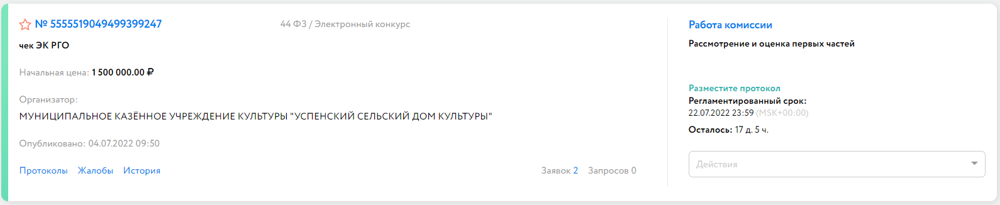 № 5555519049499399247
44 ФЗ / Электронный конкурс
чек ЭК РГО
Начальная цена: 1 500 000.00 ₽
Организатор:
МУНИЦИПАЛЬНОЕ КАЗЁННОЕ УЧРЕЖДЕНИЕ КУЛЬТУРЫ "УСПЕНСКИЙ СЕЛЬСКИЙ ДОМ КУЛЬТУРЫ"
Опубликовано: 04.07.2022 09:50
Протоколы Жалобы История
Заявок 2 Запросов 0
Работа комиссии
Рассмотрение и оценка первых частей
Разместите протокол
Регламентированный срок:
22.07.2022 23:59 (MSK+00:00)
Осталось: 17 д. 5 ч.
Действия